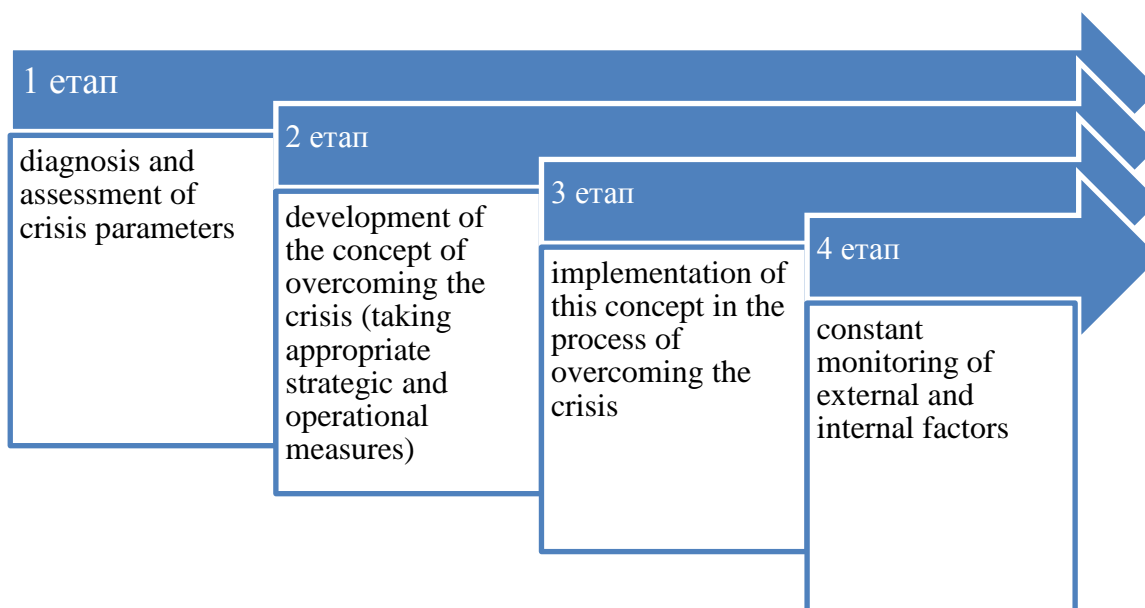 1 етап
diagnosis and
assessment of
crisis parameters
2 етап
development of
the concept of
overcoming the
crisis (taking
appropriate
strategic and
operational
measures)
3 етап
implementation of
this concept in the
process of
overcoming the
crisis
4 етап
constant
monitoring of
external and
internal factors